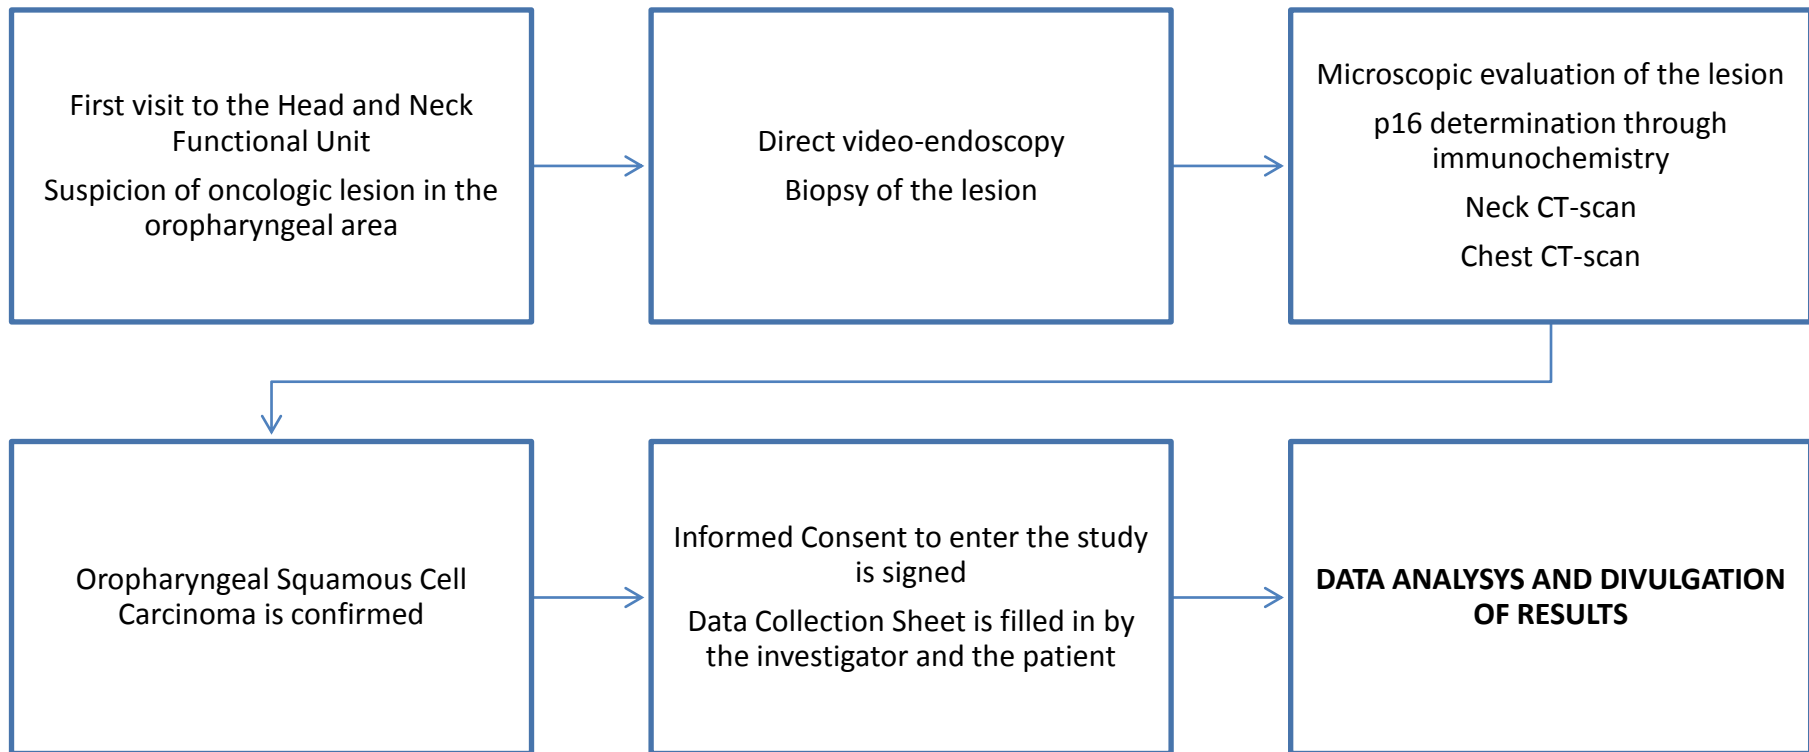 First visit to the Head and Neck
Functional Unit
Suspicion of oncologic lesion in the
oropharyngeal area
Direct video-endoscopy
Biopsy of the lesion
Microscopic evaluation of the lesion
p16 determination through
immunochemistry
Neck CT-scan
Chest CT-scan
Oropharyngeal Squamous Cell
Carcinoma is confirmed
Informed Consent to enter the study
is signed
Data Collection Sheet is filled in by
the investigator and the patient
DATA ANALYSYS AND DIVULGATION
OF RESULTS